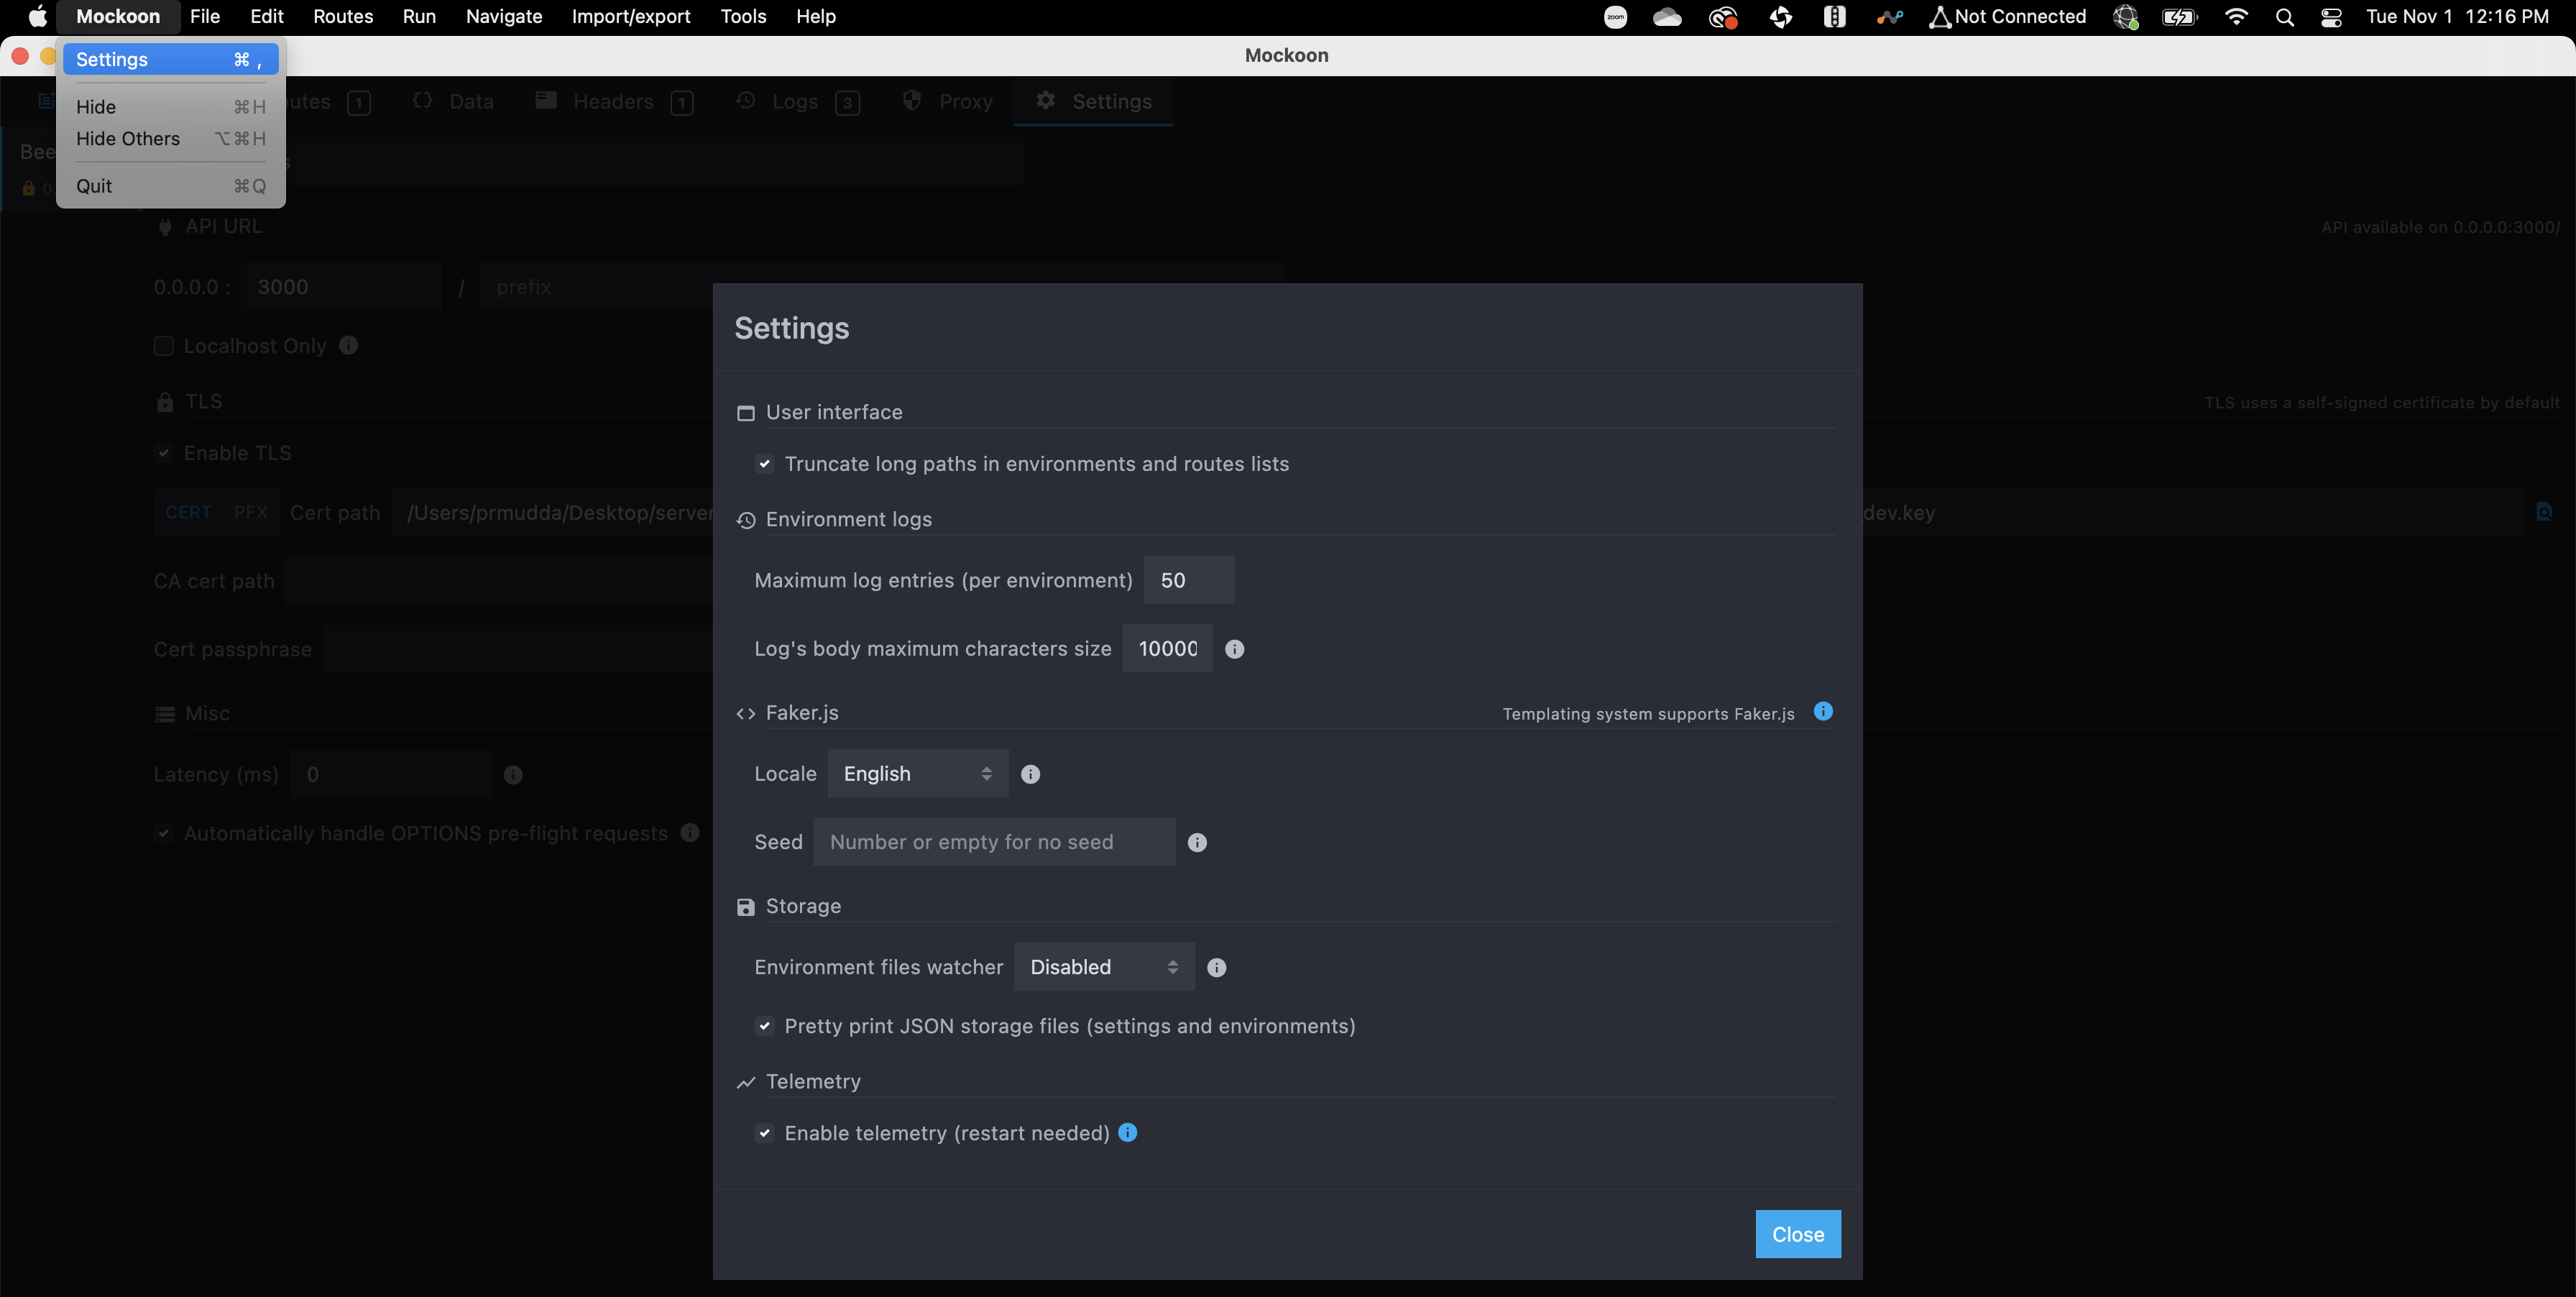 Mockoon File Edit Routes Run Navigate Import/export Tools Help
zoom Not Connected Tue Nov 1 12:16 PM
Mockoon
Settings ⌘ ,
Hide ⌘H
Hide Others ⌥⌘H
Quit ⌘Q
utes 1 Data Headers 1 Logs 3 Proxy Settings
Bee s
0.
API URL API available on 0.0.0.0:3000/
0.0.0.0 : 3000 / prefix
Localhost Only
TLS TLS uses a self-signed certificate by default
Enable TLS
CERT PFX Cert path /Users/prmudda/Desktop/server dev.key
CA cert path
Cert passphrase
Misc
Latency (ms) 0
Automatically handle OPTIONS pre-flight requests
Settings
User interface
Truncate long paths in environments and routes lists
Environment logs
Maximum log entries (per environment) 50
Log's body maximum characters size 10000
Faker.js Templating system supports Faker.js
Locale English
Seed Number or empty for no seed
Storage
Environment files watcher Disabled
Pretty print JSON storage files (settings and environments)
Telemetry
Enable telemetry (restart needed)
Close